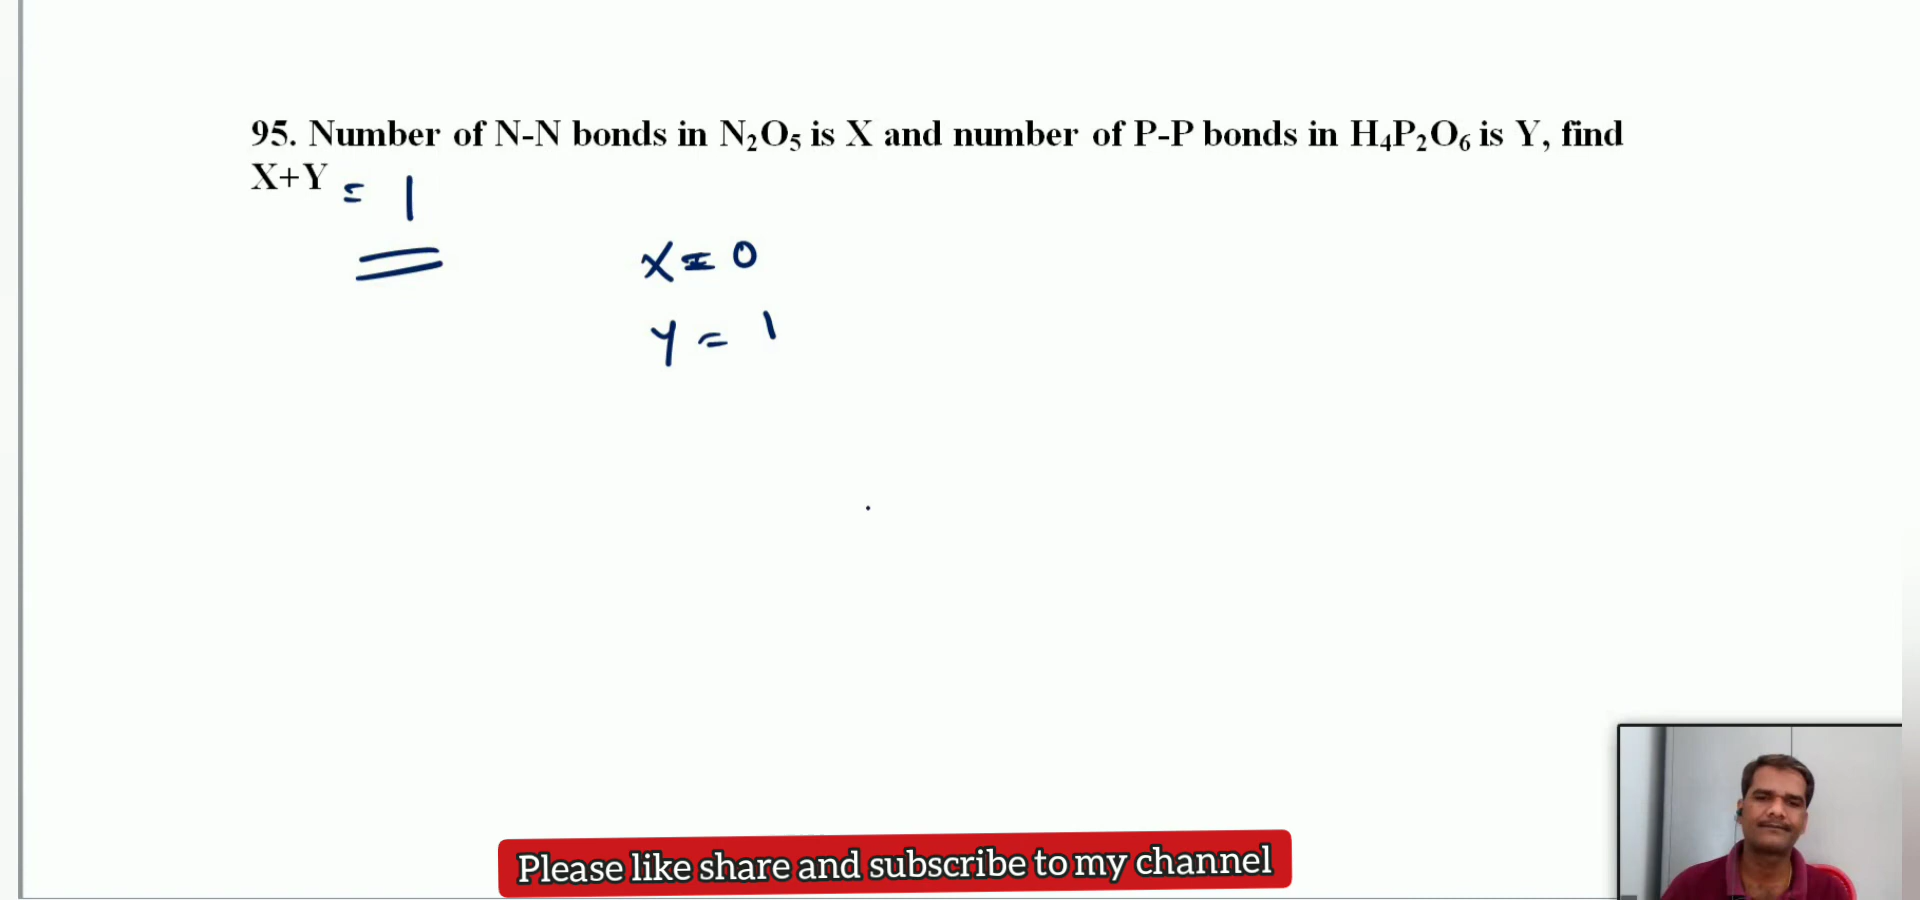 95. Number of N-N bonds in N₂O₅ is X and number of P-P bonds in H₄P₂O₆ is Y, find
X+Y = 1
X = 0
Y = 1
Please like share and subscribe to my channel